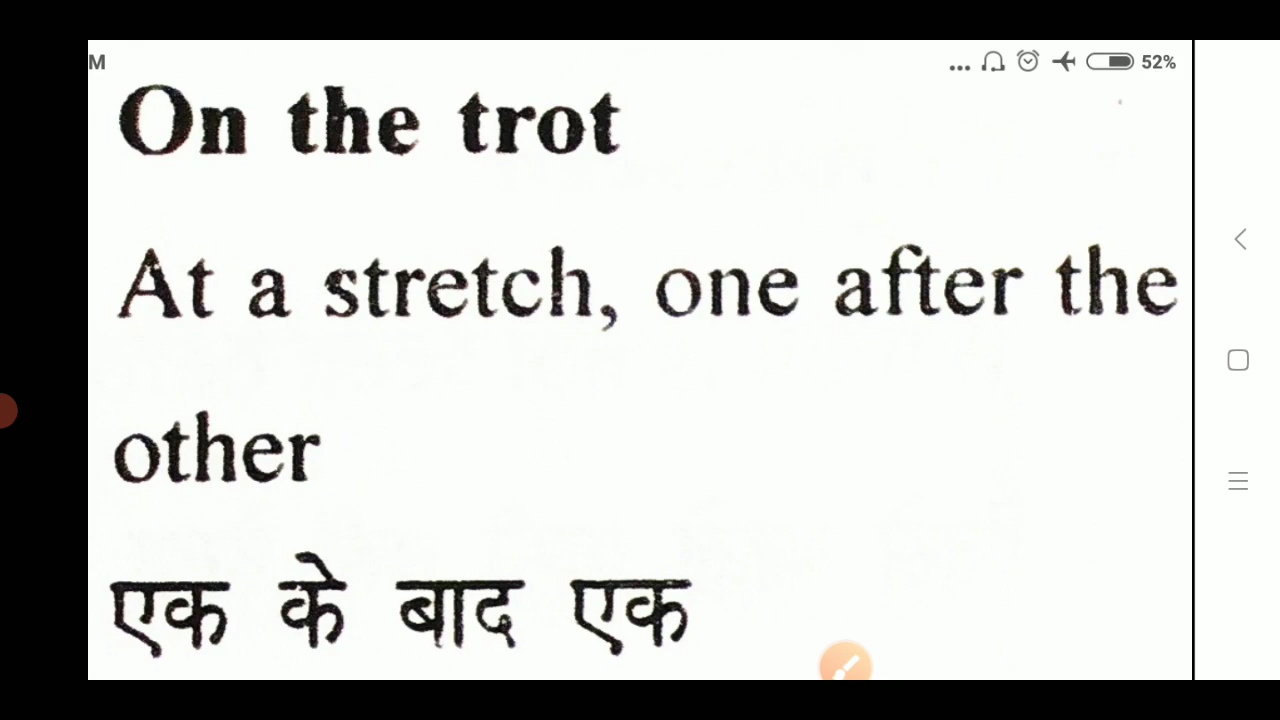 M
... 52%
On the trot
At a stretch, one after the
other
एक के बाद एक